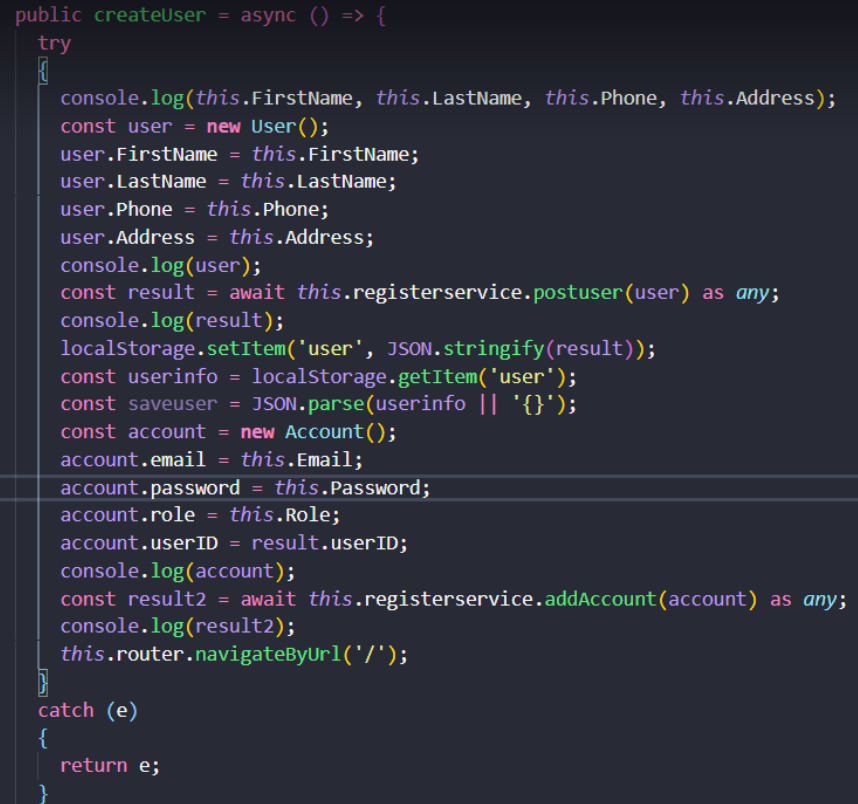 public createUser = async () => {
try
{
console.log(this.FirstName, this.LastName, this.Phone, this.Address);
const user = new User();
user.FirstName = this.FirstName;
user.LastName = this.LastName;
user.Phone = this.Phone;
user.Address = this.Address;
console.log(user);
const result = await this.registerservice.postuser(user) as any;
console.log(result);
localStorage.setItem('user', JSON.stringify(result));
const userinfo = localStorage.getItem('user');
const saveuser = JSON.parse(userinfo || '{}');
const account = new Account();
account.email = this.Email;
account.password = this.Password;
account.role = this.Role;
account.userID = result.userID;
console.log(account);
const result2 = await this.registerservice.addAccount(account) as any;
console.log(result2);
this.router.navigateByUrl('/');
}
catch (e)
{
return e;
}